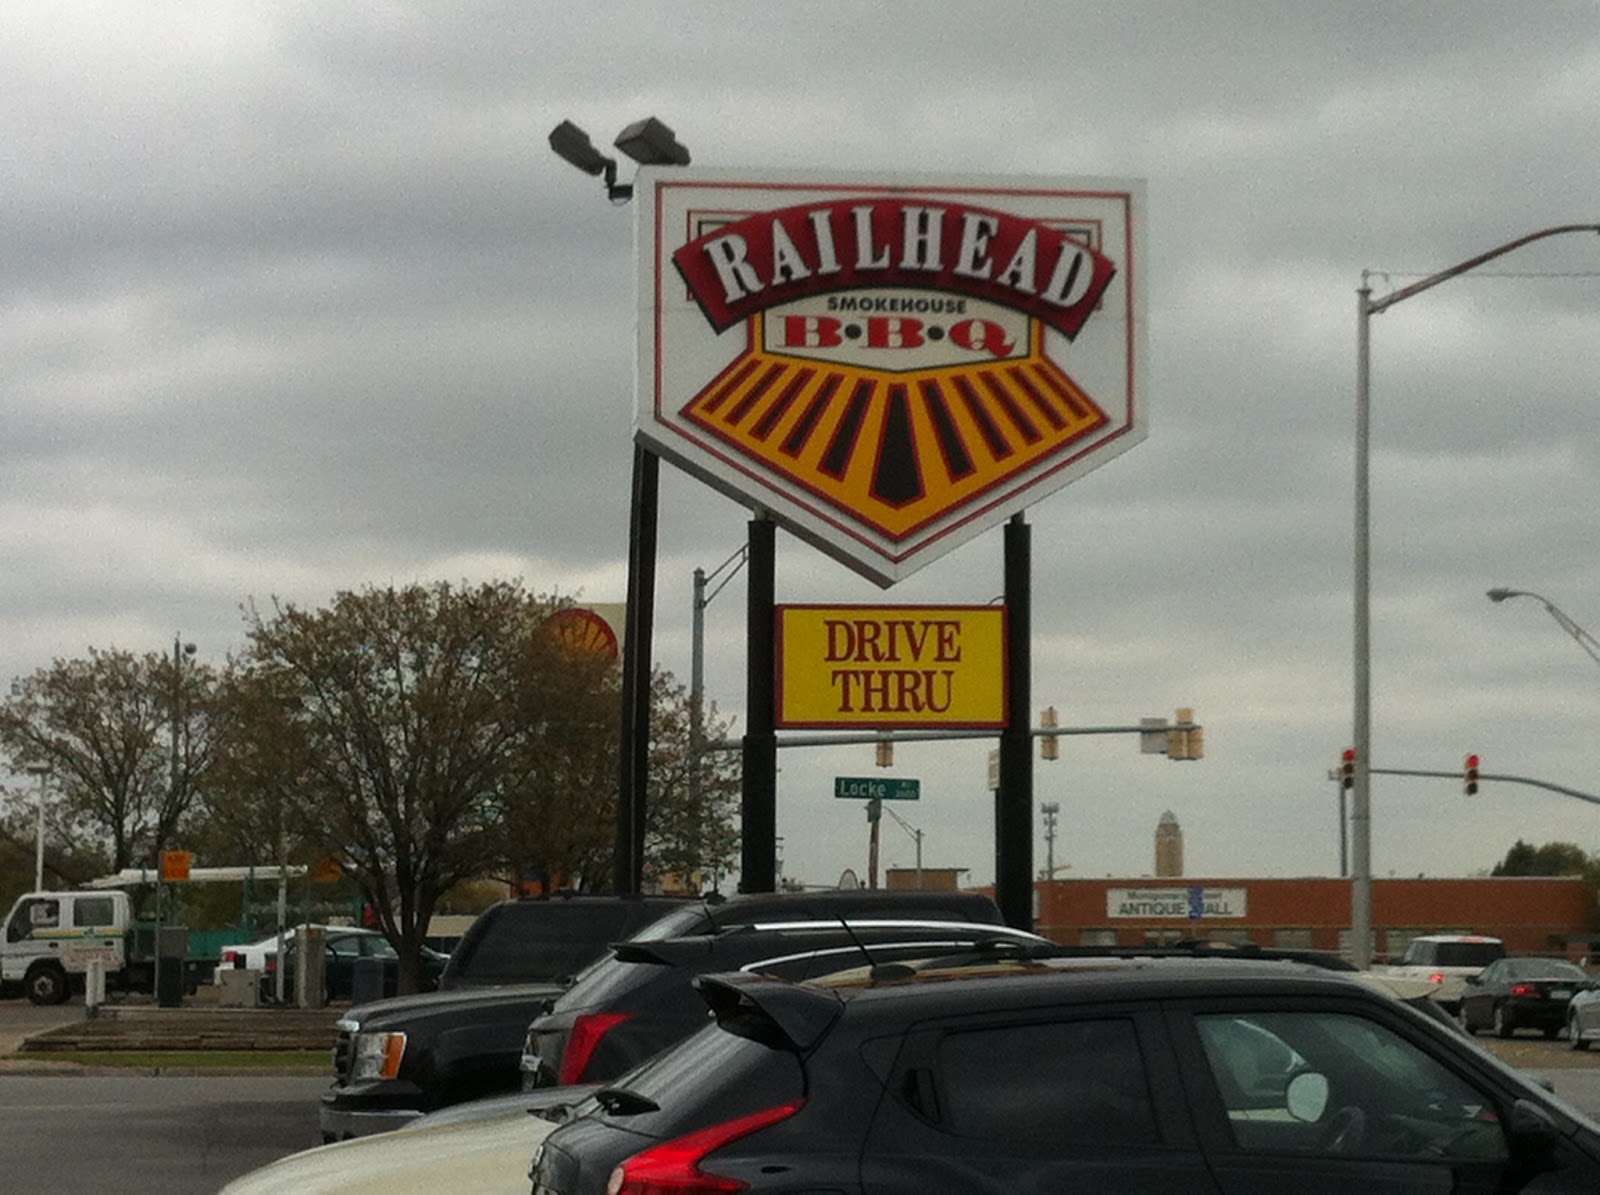 RAILHEAD
SMOKEHOUSE
B•B•Q
DRIVE
THRU
Locke
ANTIQUE MALL